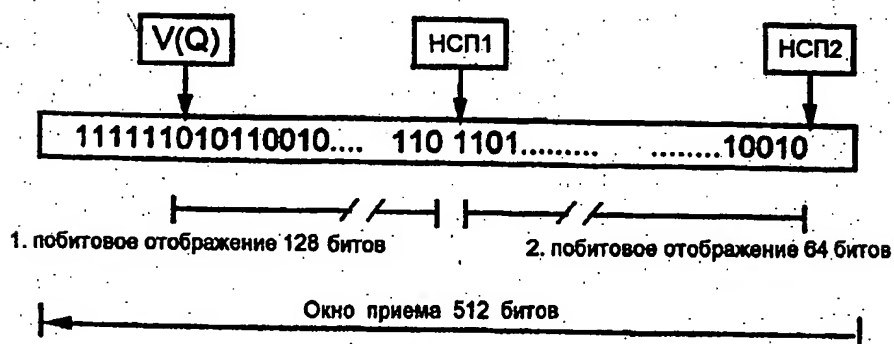 V(Q) НСП1 НСП2
111111010110010.... 110 1101......... ........10010
1. побитовое отображение 128 битов 2. побитовое отображение 64 битов
Окно приема 512 битов